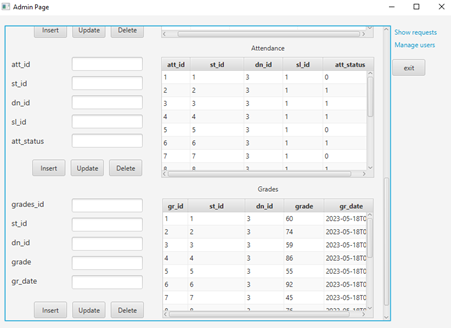 Admin Page
Show requests
Manage users
exit
Insert Update Delete
Attendance
att_id
st_id
dn_id
sl_id
att_status
att_id st_id dn_id sl_id att_status
1 1 3 1 0
2 2 3 1 1
3 3 3 1 1
4 4 3 1 1
5 5 3 1 0
6 6 3 1 1
7 7 3 1 0
8 8 3 1 1
Insert Update Delete
Grades
grades_id
st_id
dn_id
grade
gr_date
gr_id st_id dn_id grade gr_date
1 1 3 60 2023-05-18T0
2 2 3 74 2023-05-18T0
3 3 3 59 2023-05-18T0
4 4 3 86 2023-05-18T0
5 5 3 55 2023-05-18T0
6 6 3 92 2023-05-18T0
7 7 3 45 2023-05-18T0
8 8 3 76 2023-05-18T0
Insert Update Delete